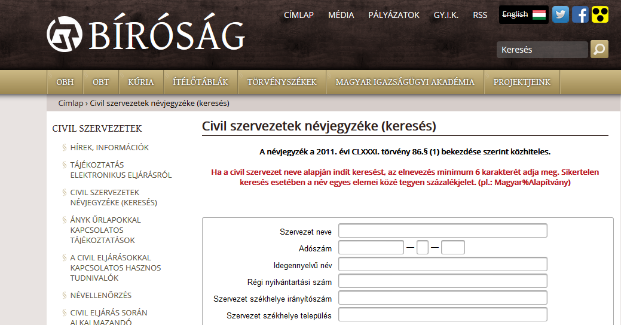 CÍMLAP MÉDIA PÁLYÁZATOK GY.I.K. RSS English
BÍRÓSÁG
Keresés
OBH OBT KÚRIA ÍTÉLŐTÁBLÁK TÖRVÉNYSZÉKEK MAGYAR IGAZSÁGÜGYI AKADÉMIA PROJEKTJEINK
Címlap › Civil szervezetek névjegyzéke (keresés)
CIVIL SZERVEZETEK
§ HÍREK, INFORMÁCIÓK
§ TÁJÉKOZTATÁS
ELEKTRONIKUS ELJÁRÁSRÓL
§ CIVIL SZERVEZETEK
NÉVJEGYZÉKE (KERESÉS)
§ ÁNYK ŰRLAPOKKAL
KAPCSOLATOS
TÁJÉKOZTATÁSOK
§ A CIVIL ELJÁRÁSOKKAL
KAPCSOLATOS HASZNOS
TUDNIVALÓK
§ NÉVELLENŐRZÉS
§ CIVIL ELJÁRÁS SORÁN
ALKALMAZANDÓ
Civil szervezetek névjegyzéke (keresés)
A névjegyzék a 2011. évi CLXXXI. törvény 86.§ (1) bekezdése szerint közhiteles.
Ha a civil szervezet neve alapján indít keresést, az elnevezés minimum 6 karakterét adja meg. Sikertelen
keresés esetében a név egyes elemei közé tegyen százalékjelet. (pl.: Magyar%Alapítvány)
Szervezet neve
Adószám – –
Idegennyelvű név
Régi nyilvántartási szám
Szervezet székhelye irányítószám
Szervezet székhelye település